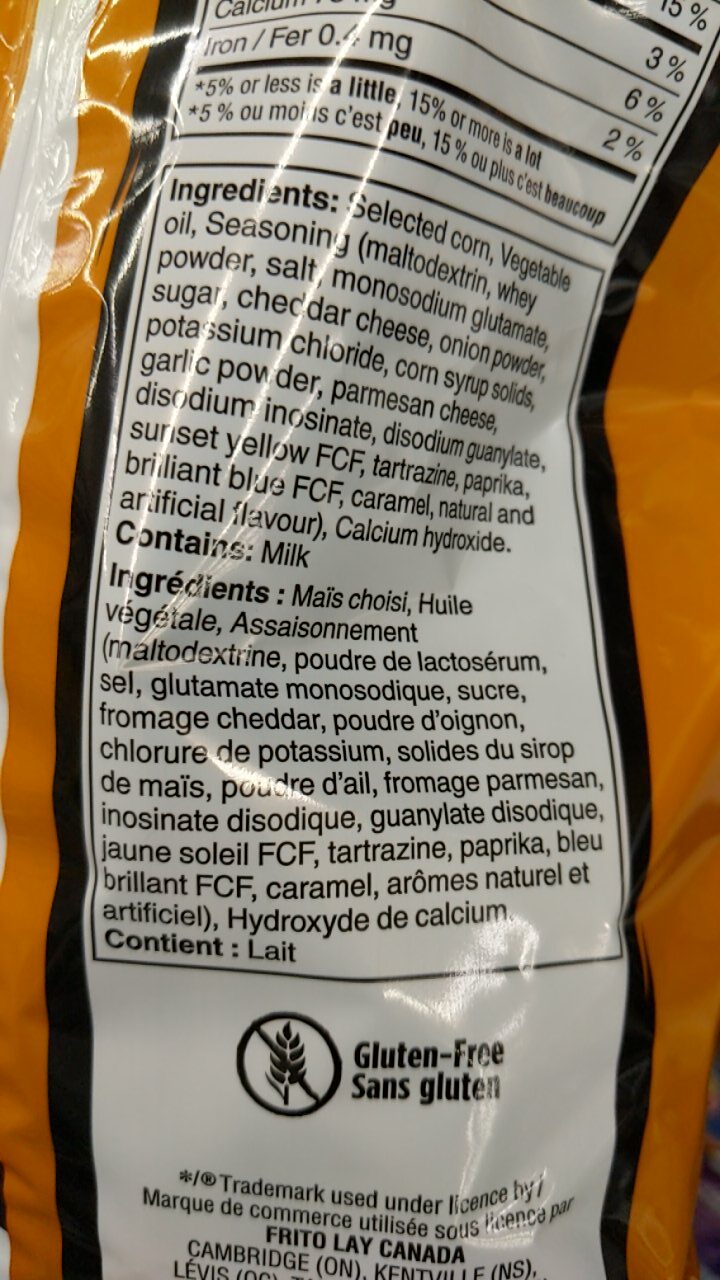 Calcium
15 %
Iron / Fer 0.4 mg
3 %
6 %
2 %
*5% or less is a little, 15% or more is a lot
*5 % ou moins c'est peu, 15 % ou plus c'est beaucoup
Ingredients: Selected corn, Vegetable
oil, Seasoning (maltodextrin, whey
powder, salt, monosodium glutamate,
sugar, cheddar cheese, onion powder,
potassium chloride, corn syrup solids,
garlic powder, parmesan cheese,
disodium inosinate, disodium guanylate,
sunset yellow FCF, tartrazine, paprika,
brilliant blue FCF, caramel, natural and
artificial flavour), Calcium hydroxide.
Contains: Milk
Ingrédients : Maïs choisi, Huile
végétale, Assaisonnement
(maltodextrine, poudre de lactosérum,
sel, glutamate monosodique, sucre,
fromage cheddar, poudre d'oignon,
chlorure de potassium, solides du sirop
de maïs, poudre d'ail, fromage parmesan,
inosinate disodique, guanylate disodique,
jaune soleil FCF, tartrazine, paprika, bleu
brillant FCF, caramel, arômes naturel et
artificiel), Hydroxyde de calcium.
Contient : Lait
Gluten-Free
Sans gluten
*/® Trademark used under licence by /
Marque de commerce utilisée sous licence par
FRITO LAY CANADA
CAMBRIDGE (ON), KENTVILLE (NS),
LÉVIS (QC),